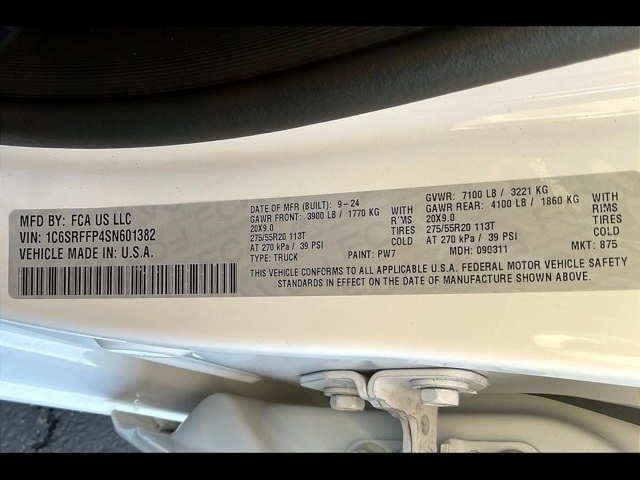 MFD BY: FCA US LLC
VIN: 1C6SRFFP4SN601382
VEHICLE MADE IN: U.S.A.
DATE OF MFR (BUILT): 9-24
GAWR FRONT: 3900 LB / 1770 KG WITH
20X9.0 RIMS
275/55R20 113T TIRES
AT 270 kPa / 39 PSI COLD
TYPE: TRUCK PAINT: PW7
GVWR: 7100 LB / 3221 KG
GAWR REAR: 4100 LB / 1860 KG WITH
20X9.0 RIMS
275/55R20 113T TIRES
AT 270 kPa / 39 PSI COLD
MDH: 090311 MKT: 875
THIS VEHICLE CONFORMS TO ALL APPLICABLE U.S.A. FEDERAL MOTOR VEHICLE SAFETY
STANDARDS IN EFFECT ON THE DATE OF MANUFACTURE SHOWN ABOVE.